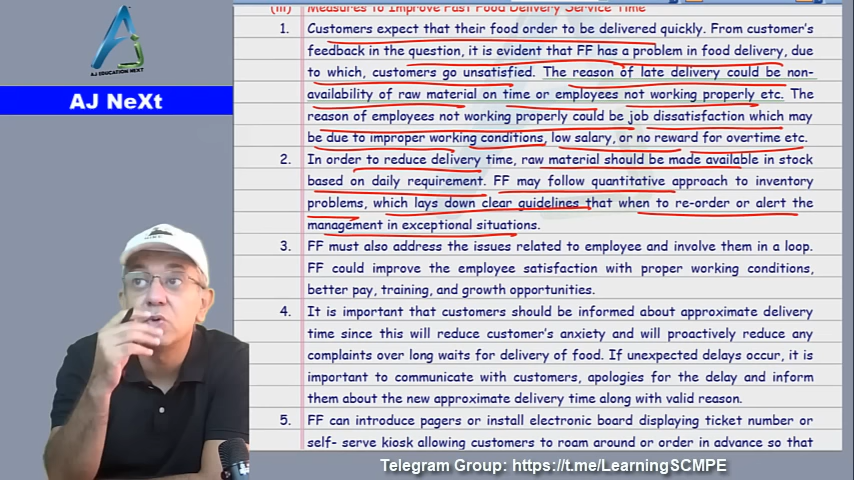 (iii) Measures to Improve Fast Food Delivery Service Time
1. Customers expect that their food order to be delivered quickly. From customer's
feedback in the question, it is evident that FF has a problem in food delivery, due
to which, customers go unsatisfied. The reason of late delivery could be non-
availability of raw material on time or employees not working properly etc. The
reason of employees not working properly could be job dissatisfaction which may
be due to improper working conditions, low salary, or no reward for overtime etc.
2. In order to reduce delivery time, raw material should be made available in stock
based on daily requirement. FF may follow quantitative approach to inventory
problems, which lays down clear guidelines that when to re-order or alert the
management in exceptional situations.
3. FF must also address the issues related to employee and involve them in a loop.
FF could improve the employee satisfaction with proper working conditions,
better pay, training, and growth opportunities.
4. It is important that customers should be informed about approximate delivery
time since this will reduce customer's anxiety and will proactively reduce any
complaints over long waits for delivery of food. If unexpected delays occur, it is
important to communicate with customers, apologies for the delay and inform
them about the new approximate delivery time along with valid reason.
5. FF can introduce pagers or install electronic board displaying ticket number or
self- serve kiosk allowing customers to roam around or order in advance so that
AJ EDUCATION NEXT
AJ NeXt
Telegram Group: https://t.me/LearningSCMPE